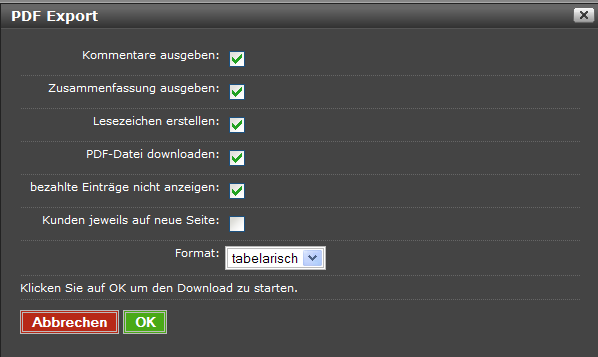 PDF Export
Kommentare ausgeben:
Zusammenfassung ausgeben:
Lesezeichen erstellen:
PDF-Datei downloaden:
bezahlte Einträge nicht anzeigen:
Kunden jeweils auf neue Seite:
Format: tabelarisch
Klicken Sie auf OK um den Download zu starten.
Abbrechen OK